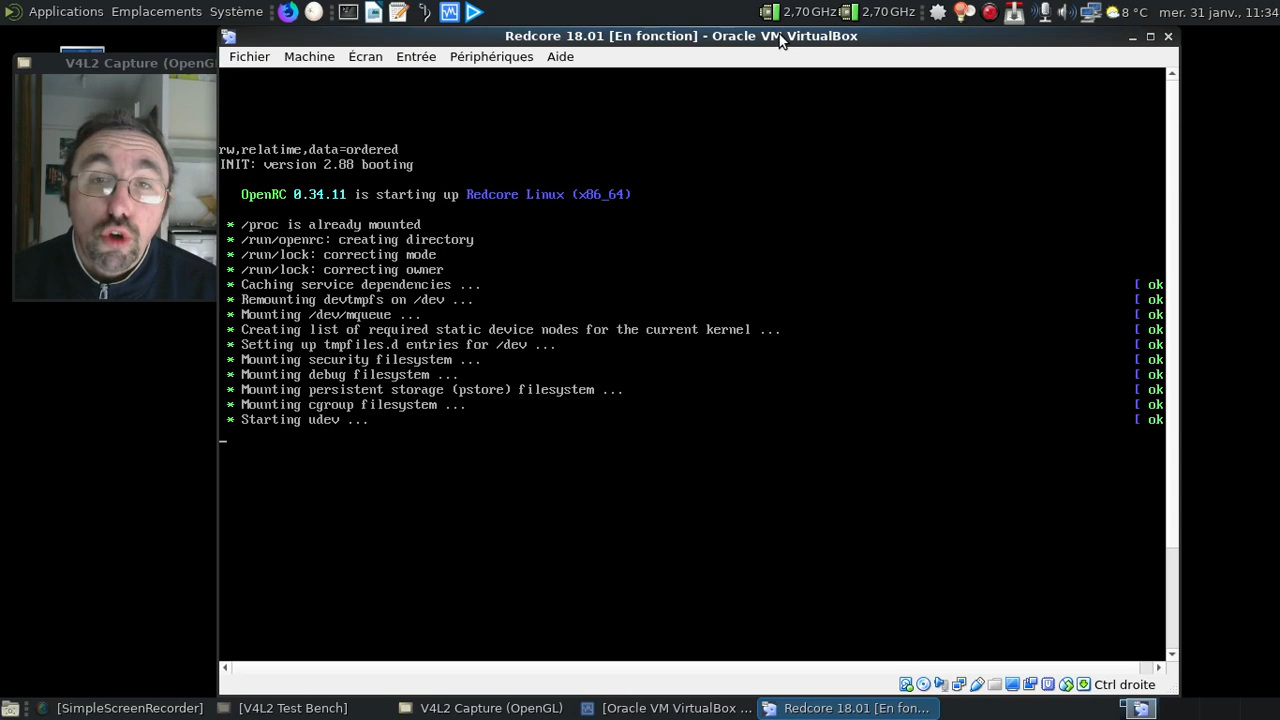 Applications Emplacements Système
2,70 GHz 2,70 GHz 8 °C mer. 31 janv., 11:34
V4L2 Capture (OpenG
Redcore 18.01 [En fonction] - Oracle VM VirtualBox
Fichier Machine Écran Entrée Périphériques Aide
rw,relatime,data=ordered
INIT: version 2.88 booting
OpenRC 0.34.11 is starting up Redcore Linux (x86_64)
* /proc is already mounted
* /run/openrc: creating directory
* /run/lock: correcting mode
* /run/lock: correcting owner
* Caching service dependencies ... [ ok
* Remounting devtmpfs on /dev ... [ ok
* Mounting /dev/mqueue ... [ ok
* Creating list of required static device nodes for the current kernel ... [ ok
* Setting up tmpfiles.d entries for /dev ... [ ok
* Mounting security filesystem ... [ ok
* Mounting debug filesystem ... [ ok
* Mounting persistent storage (pstore) filesystem ... [ ok
* Mounting cgroup filesystem ... [ ok
* Starting udev ... [ ok
_
Ctrl droite
[SimpleScreenRecorder] [V4L2 Test Bench] V4L2 Capture (OpenGL) [Oracle VM VirtualBox ... Redcore 18.01 [En fon...